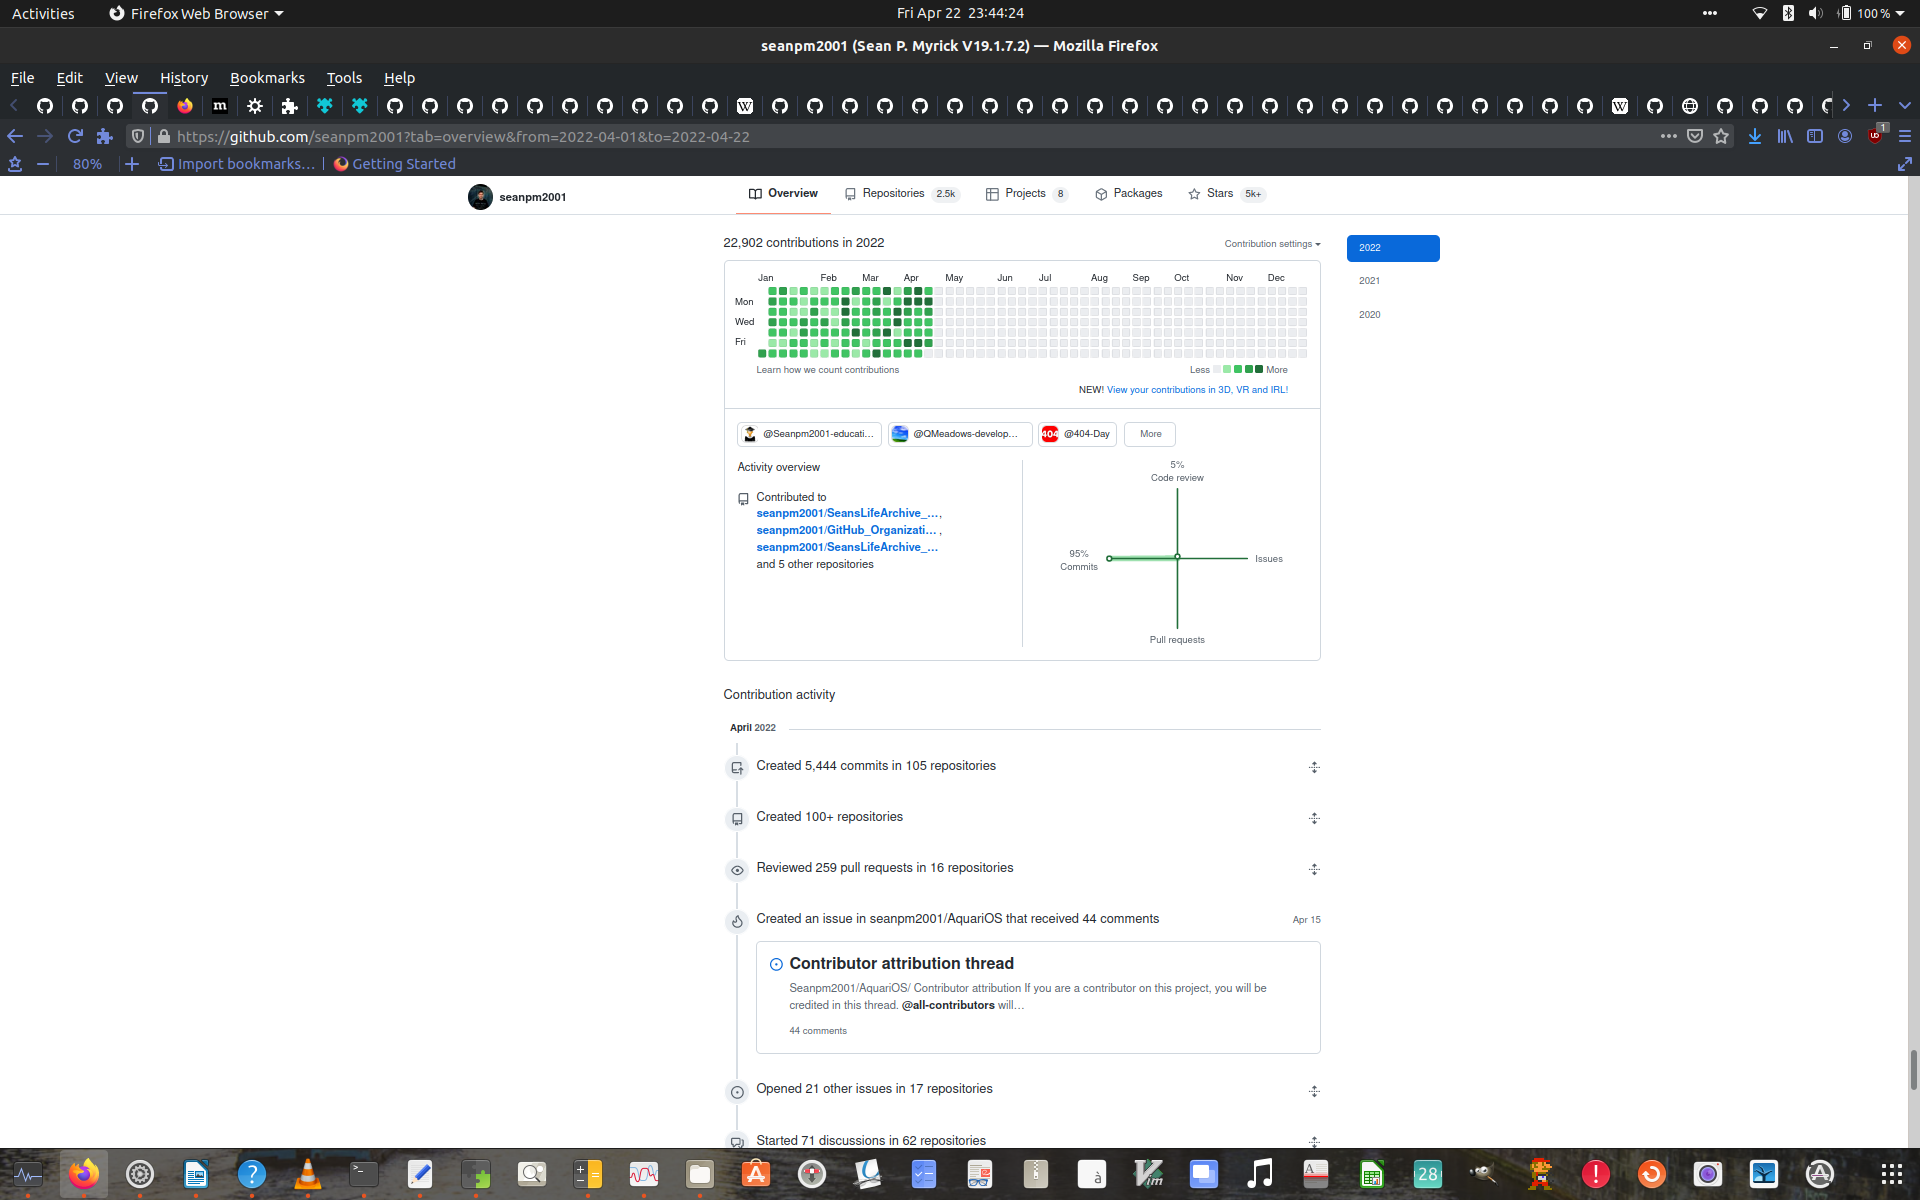 Activities
Firefox Web Browser
Fri Apr 22 23:44:24
100 %
seanpm2001 (Sean P. Myrick V19.1.7.2) — Mozilla Firefox
File Edit View History Bookmarks Tools Help
https://github.com/seanpm2001?tab=overview&from=2022-04-01&to=2022-04-22
1
80%
Import bookmarks...
Getting Started
seanpm2001
Overview
Repositories 2.5k
Projects 8
Packages
Stars 5k+
22,902 contributions in 2022
Contribution settings
2022
2021
2020
Jan Feb Mar Apr May Jun Jul Aug Sep Oct Nov Dec
Mon
Wed
Fri
Learn how we count contributions
Less More
NEW! View your contributions in 3D, VR and IRL!
@Seanpm2001-educati...
@QMeadows-develop...
404 @404-Day
More
Activity overview
Contributed to
seanpm2001/SeansLifeArchive_...,
seanpm2001/GitHub_Organizati... ,
seanpm2001/SeansLifeArchive_...
and 5 other repositories
5%
Code review
95%
Commits
Issues
Pull requests
Contribution activity
April 2022
Created 5,444 commits in 105 repositories
Created 100+ repositories
Reviewed 259 pull requests in 16 repositories
Created an issue in seanpm2001/AquariOS that received 44 comments
Apr 15
Contributor attribution thread
Seanpm2001/AquariOS/ Contributor attribution If you are a contributor on this project, you will be
credited in this thread. @all-contributors will...
44 comments
Opened 21 other issues in 17 repositories
Started 71 discussions in 62 repositories
28